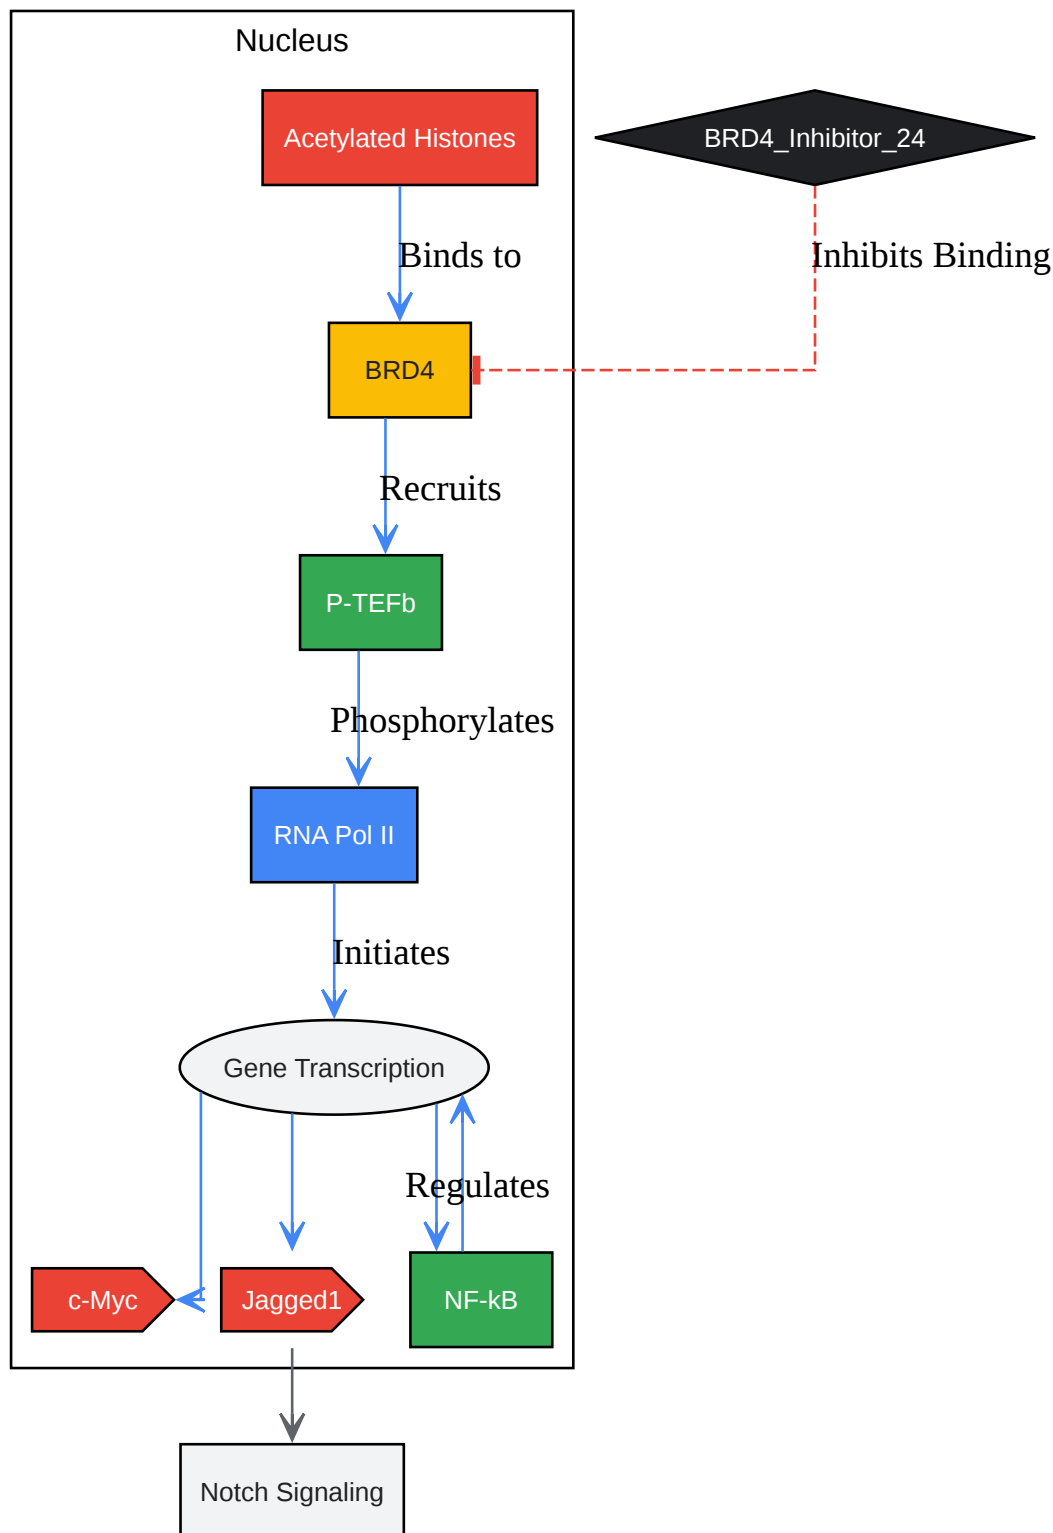 Nucleus
Acetylated Histones
BRD4_Inhibitor_24
Binds to
Inhibits Binding
BRD4
Recruits
P-TEFb
Phosphorylates
RNA Pol II
Initiates
Gene Transcription
Regulates
c-Myc
Jagged1
NF-kB
Notch Signaling